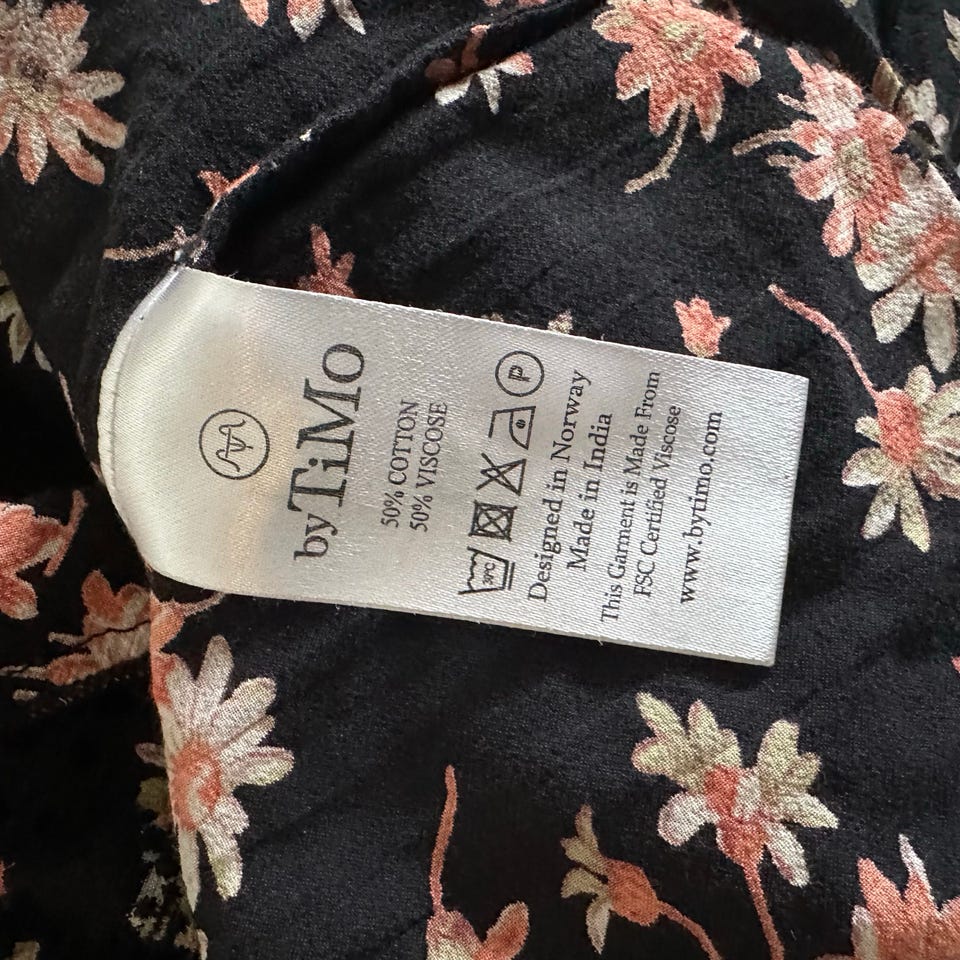 byTiMo
50% COTTON
50% VISCOSE
30°C P
Designed in Norway
Made in India
This Garment is Made From
FSC Certified Viscose
www.bytimo.com